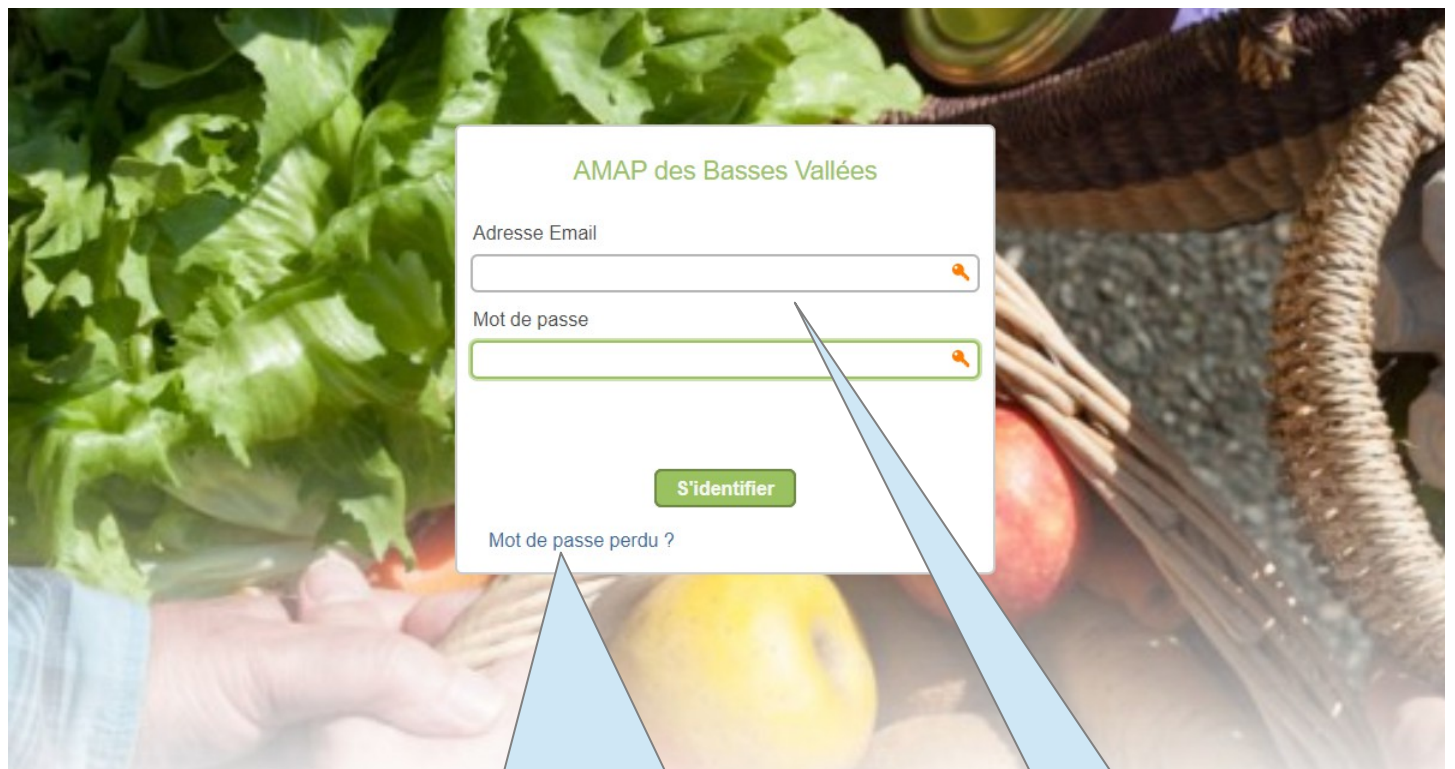 AMAP des Basses Vallées
Adresse Email
Mot de passe
S'identifier
Mot de passe perdu ?